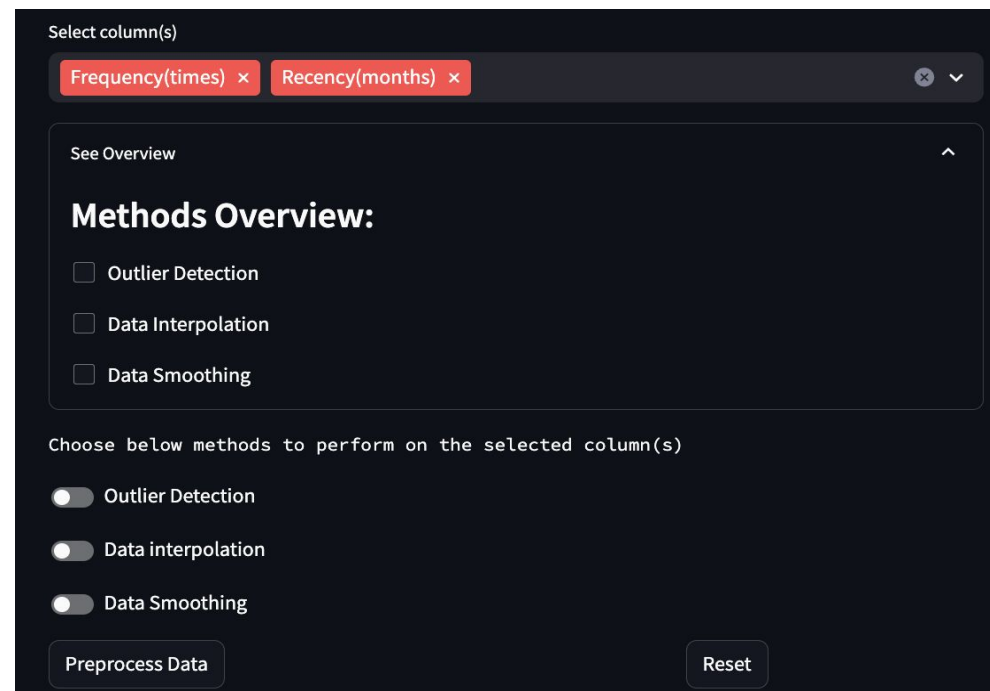 Select column(s)
Frequency(times) × Recency(months) ×
See Overview
Methods Overview:
Outlier Detection
Data Interpolation
Data Smoothing
Choose below methods to perform on the selected column(s)
Outlier Detection
Data interpolation
Data Smoothing
Preprocess Data Reset